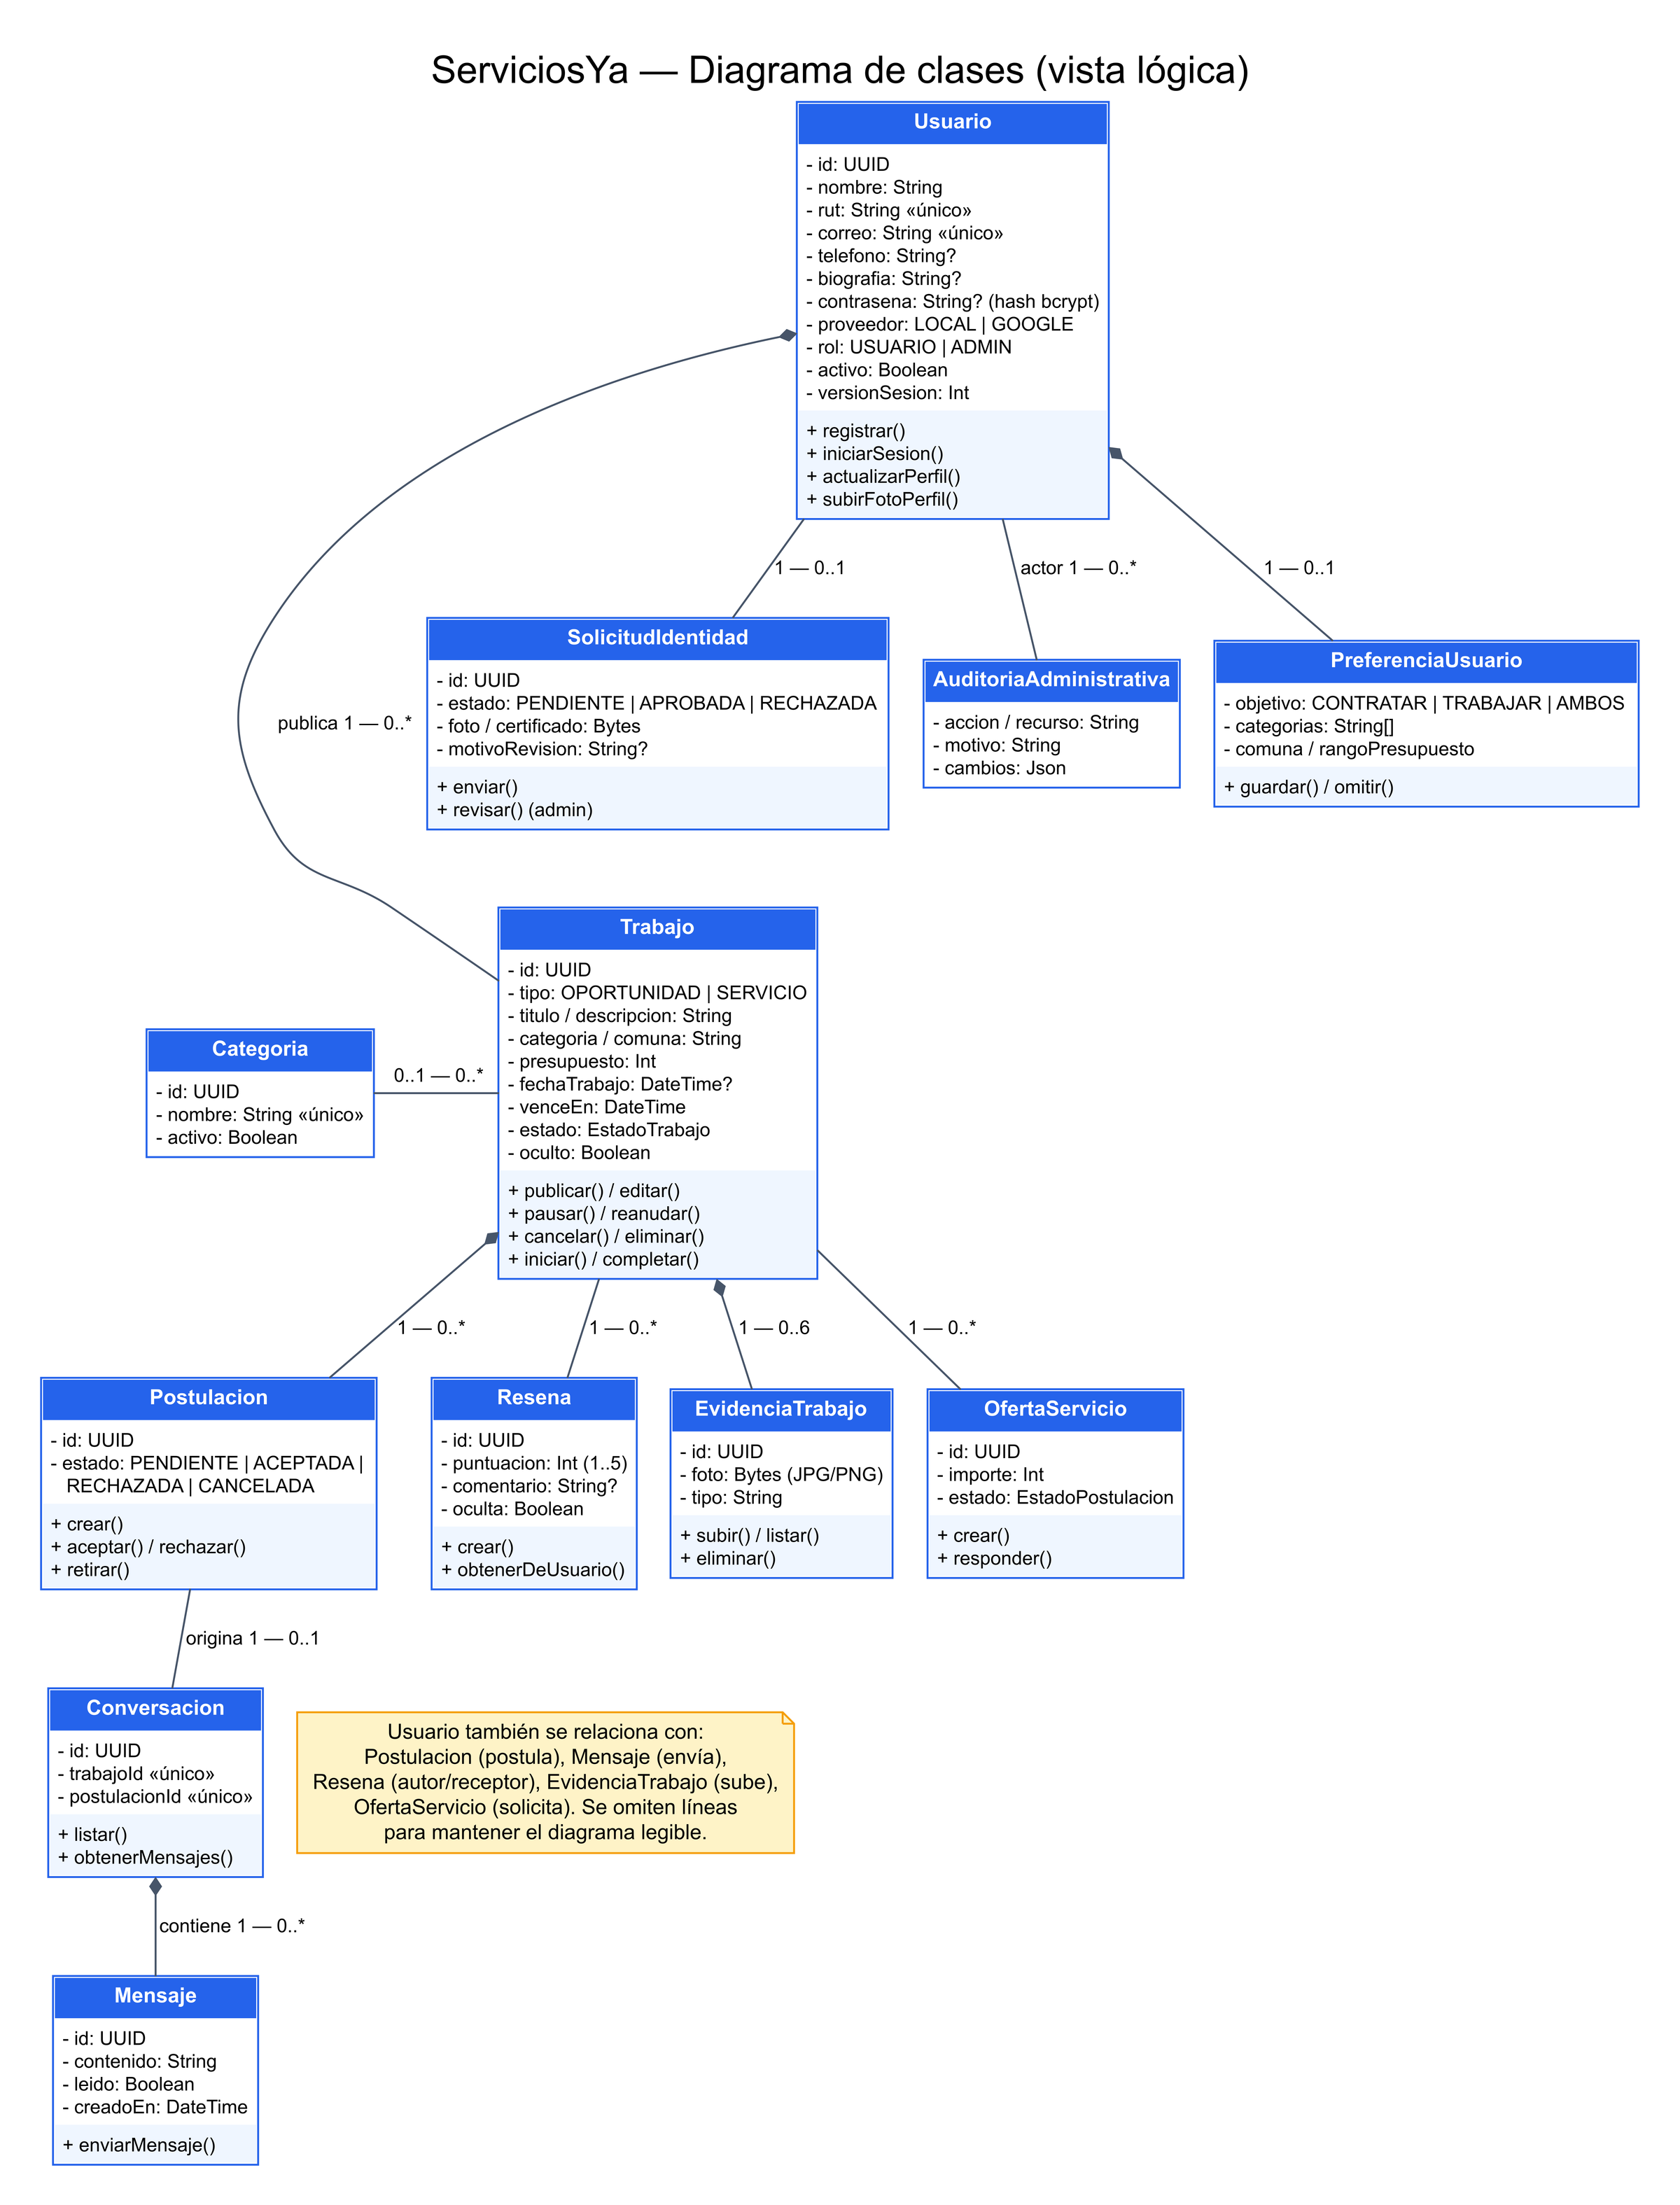 ServiciosYa — Diagrama de clases (vista lógica)
Usuario
- id: UUID
- nombre: String
- rut: String «único»
- correo: String «único»
- telefono: String?
- biografia: String?
- contrasena: String? (hash bcrypt)
- proveedor: LOCAL | GOOGLE
- rol: USUARIO | ADMIN
- activo: Boolean
- versionSesion: Int
+ registrar()
+ iniciarSesion()
+ actualizarPerfil()
+ subirFotoPerfil()
1 — 0..1
actor 1 — 0..*
1 — 0..1
publica 1 — 0..*
SolicitudIdentidad
- id: UUID
- estado: PENDIENTE | APROBADA | RECHAZADA
- foto / certificado: Bytes
- motivoRevision: String?
+ enviar()
+ revisar() (admin)
AuditoriaAdministrativa
- accion / recurso: String
- motivo: String
- cambios: Json
PreferenciaUsuario
- objetivo: CONTRATAR | TRABAJAR | AMBOS
- categorias: String[]
- comuna / rangoPresupuesto
+ guardar() / omitir()
Trabajo
- id: UUID
- tipo: OPORTUNIDAD | SERVICIO
- titulo / descripcion: String
- categoria / comuna: String
- presupuesto: Int
- fechaTrabajo: DateTime?
- venceEn: DateTime
- estado: EstadoTrabajo
- oculto: Boolean
+ publicar() / editar()
+ pausar() / reanudar()
+ cancelar() / eliminar()
+ iniciar() / completar()
Categoria
- id: UUID
- nombre: String «único»
- activo: Boolean
0..1 — 0..*
1 — 0..*
1 — 0..*
1 — 0..6
1 — 0..*
Postulacion
- id: UUID
- estado: PENDIENTE | ACEPTADA |
RECHAZADA | CANCELADA
+ crear()
+ aceptar() / rechazar()
+ retirar()
Resena
- id: UUID
- puntuacion: Int (1..5)
- comentario: String?
- oculta: Boolean
+ crear()
+ obtenerDeUsuario()
EvidenciaTrabajo
- id: UUID
- foto: Bytes (JPG/PNG)
- tipo: String
+ subir() / listar()
+ eliminar()
OfertaServicio
- id: UUID
- importe: Int
- estado: EstadoPostulacion
+ crear()
+ responder()
origina 1 — 0..1
Conversacion
- id: UUID
- trabajoId «único»
- postulacionId «único»
+ listar()
+ obtenerMensajes()
Usuario también se relaciona con:
Postulacion (postula), Mensaje (envía),
Resena (autor/receptor), EvidenciaTrabajo (sube),
OfertaServicio (solicita). Se omiten líneas
para mantener el diagrama legible.
contiene 1 — 0..*
Mensaje
- id: UUID
- contenido: String
- leido: Boolean
- creadoEn: DateTime
+ enviarMensaje()